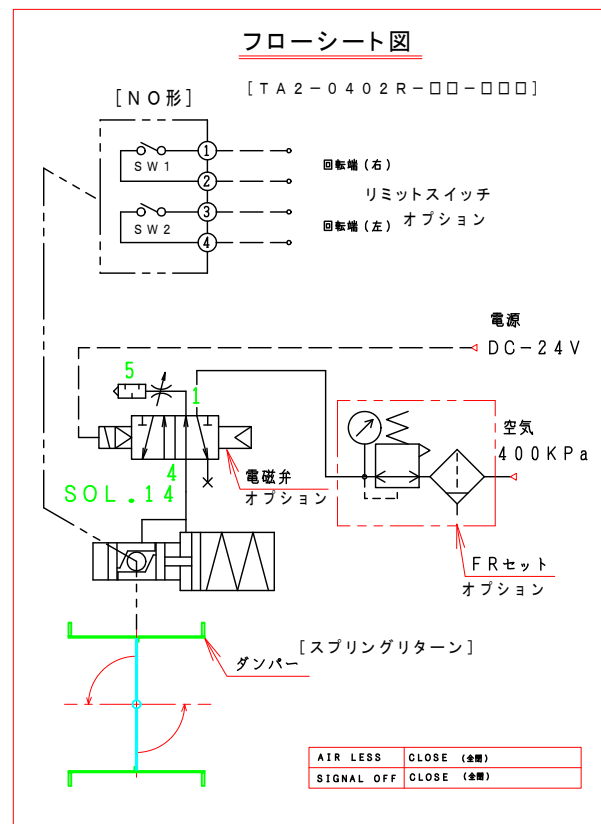 フローシート図
[TA2-0402R-□□-□□□]
[NO形]
1
SW1
2
3
SW2
4
回転端(右)
リミットスイッチ
オプション
回転端(左)
電源
DC-24V
5
1
4
SOL.14
電磁弁
オプション
空気
400KPa
FRセット
オプション
[スプリングリターン]
ダンパー
AIR LESS CLOSE (全閉)
SIGNAL OFF CLOSE (全閉)